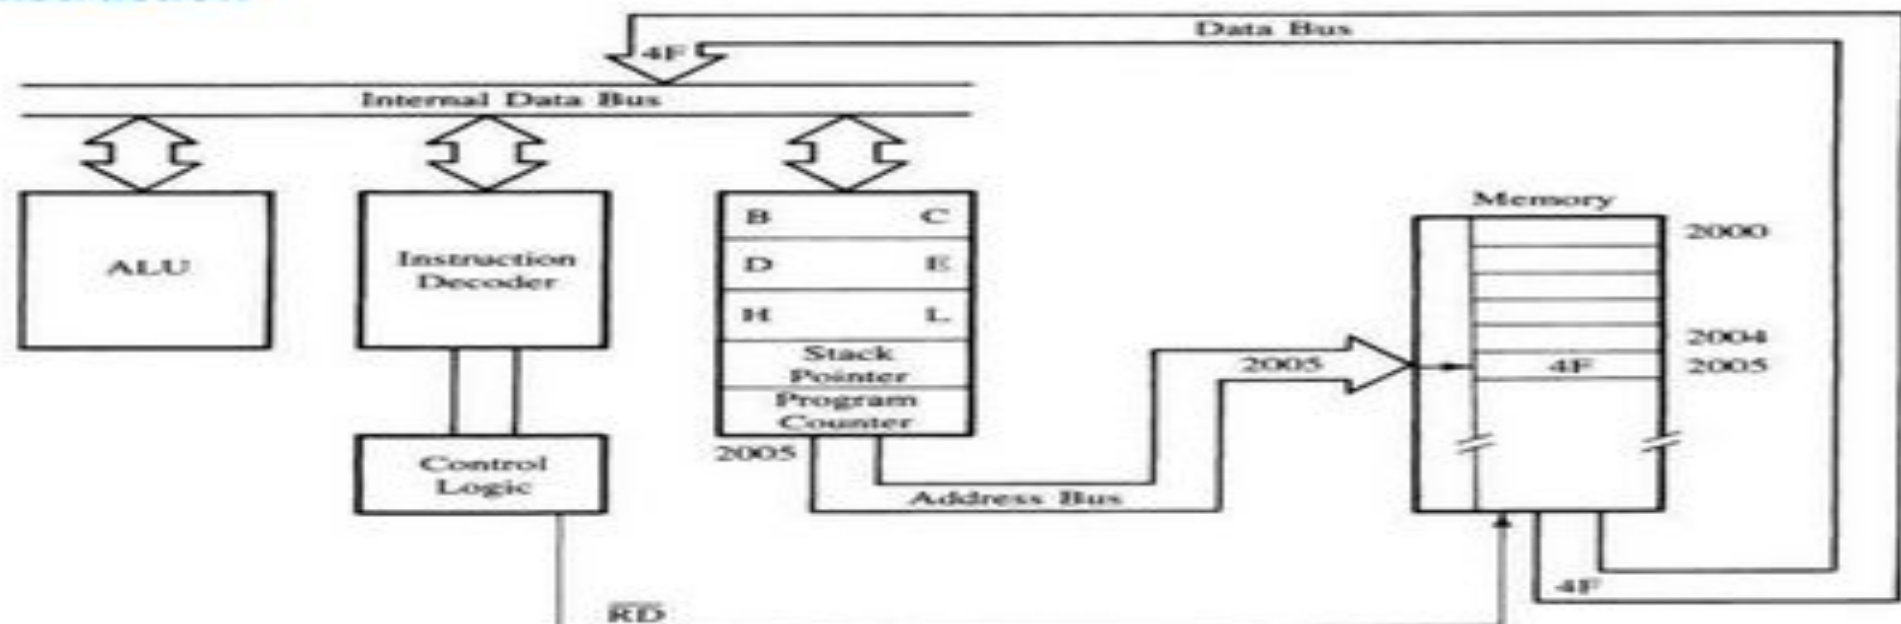 Data Bus
4F
Internal Data Bus
ALU
Instruction
Decoder
B C
D E
H L
Stack
Pointer
Program
Counter
2005
Control
Logic
Address Bus
2005
Memory
2000
2004
4F 2005
4F
RD